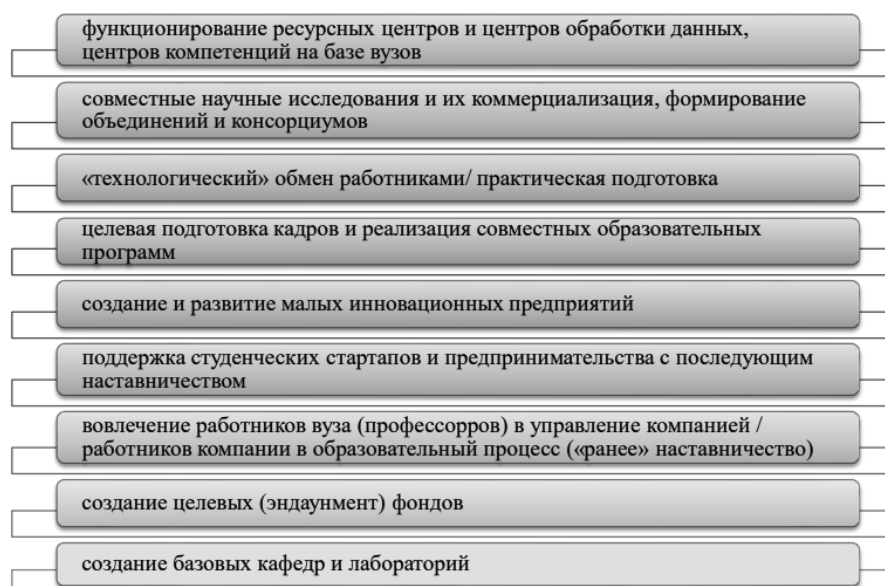 функционирование ресурсных центров и центров обработки данных,
центров компетенций на базе вузов
совместные научные исследования и их коммерциализация, формирование
объединений и консорциумов
«технологический» обмен работниками/ практическая подготовка
целевая подготовка кадров и реализация совместных образовательных
программ
создание и развитие малых инновационных предприятий
поддержка студенческих стартапов и предпринимательства с последующим
наставничеством
вовлечение работников вуза (профессорров) в управление компанией /
работников компании в образовательный процесс («ранее» наставничество)
создание целевых (эндаунмент) фондов
создание базовых кафедр и лабораторий